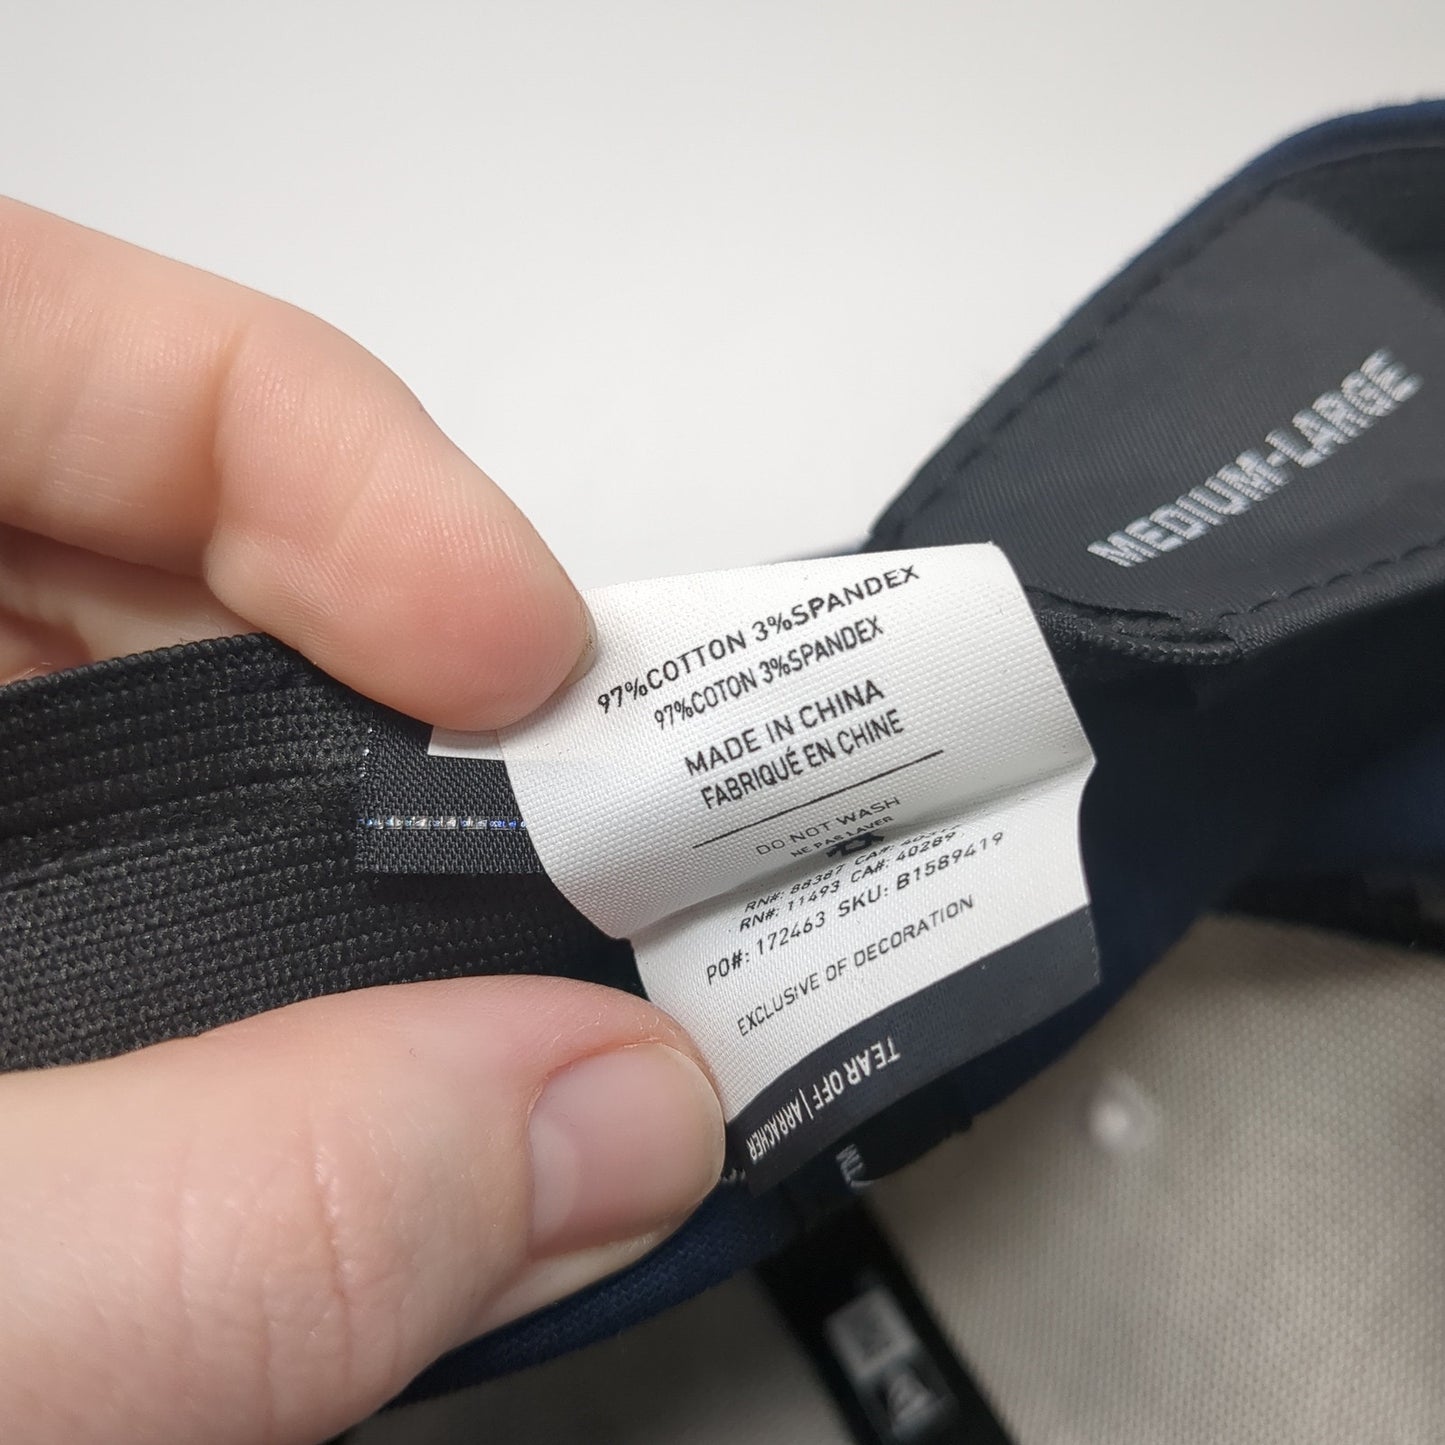 MEDIUM-LARGE
97%COTTON 3%SPANDEX
97%COTON 3%SPANDEX
MADE IN CHINA
FABRIQUÉ EN CHINE
DO NOT WASH
NE PAS LAVER
RN#: 88387 CA#:
RN#: 11493 CA#: 40289
PO#: 172463 SKU: B1589419
EXCLUSIVE OF DECORATION
TEAR OFF | ARRACHER